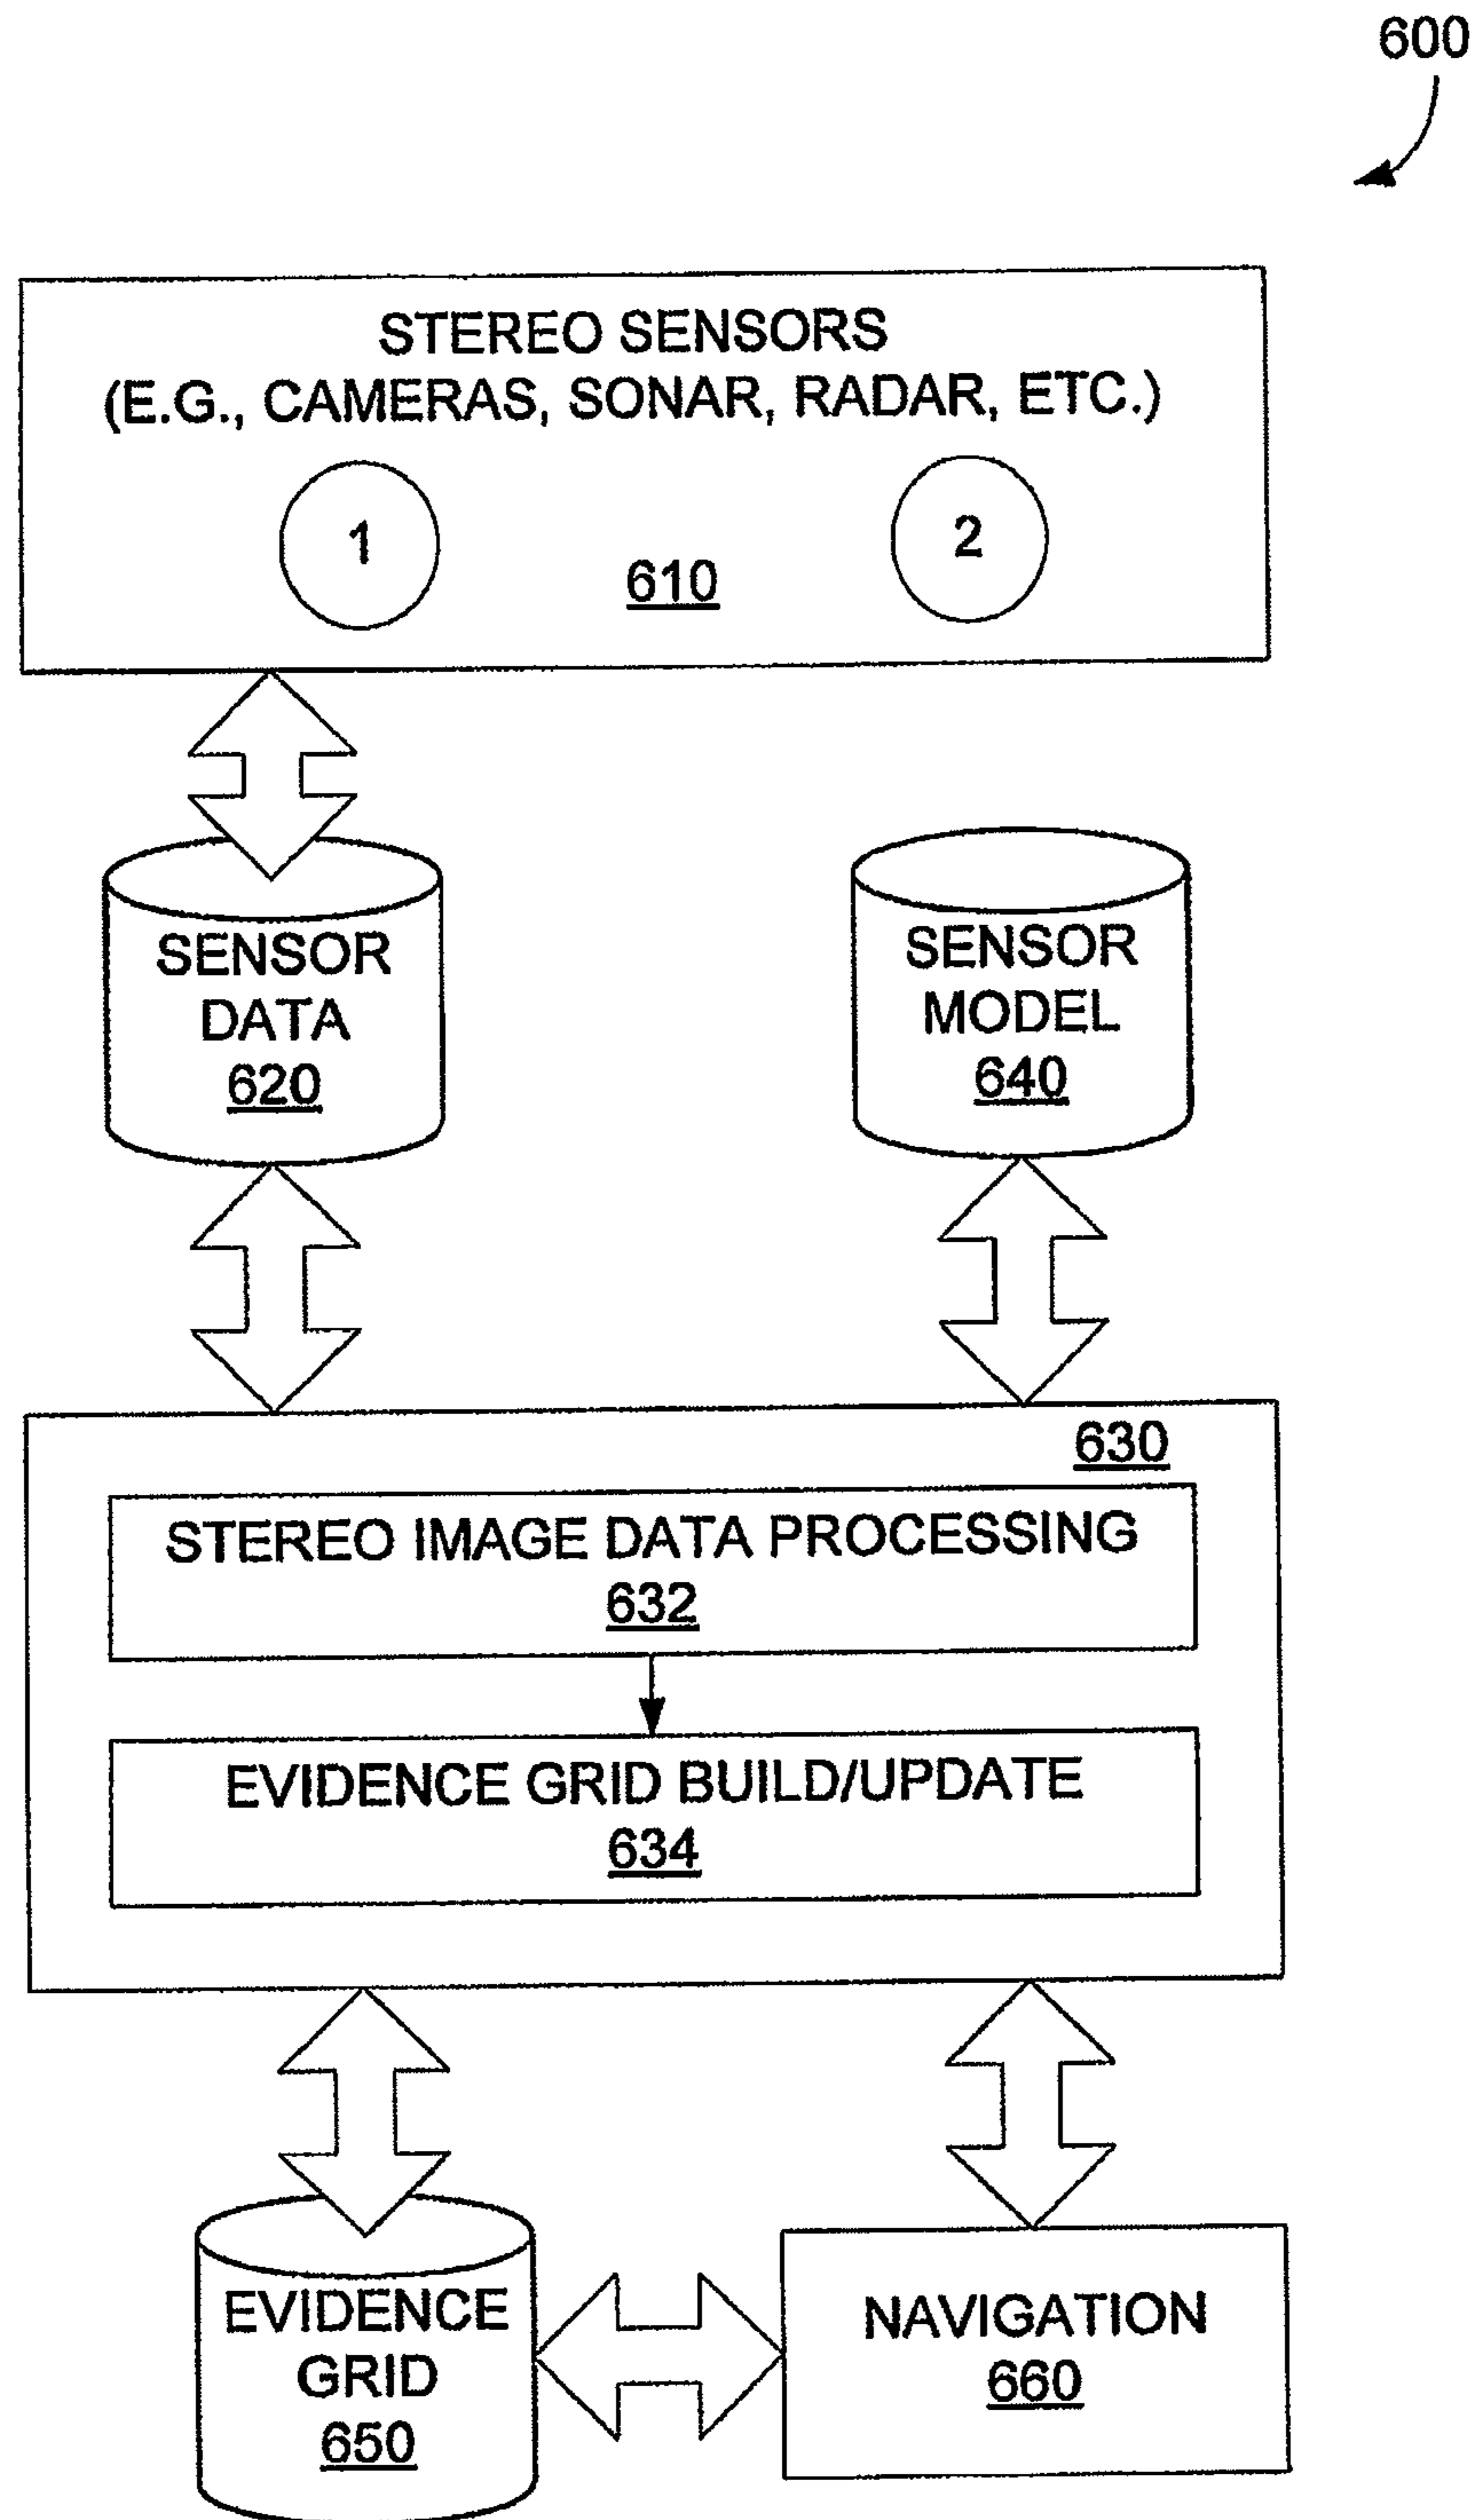 600
STEREO SENSORS
(E.G., CAMERAS, SONAR, RADAR, ETC.)
1
2
610
SENSOR
DATA
620
SENSOR
MODEL
640
630
STEREO IMAGE DATA PROCESSING
632
EVIDENCE GRID BUILD/UPDATE
634
EVIDENCE
GRID
650
NAVIGATION
660